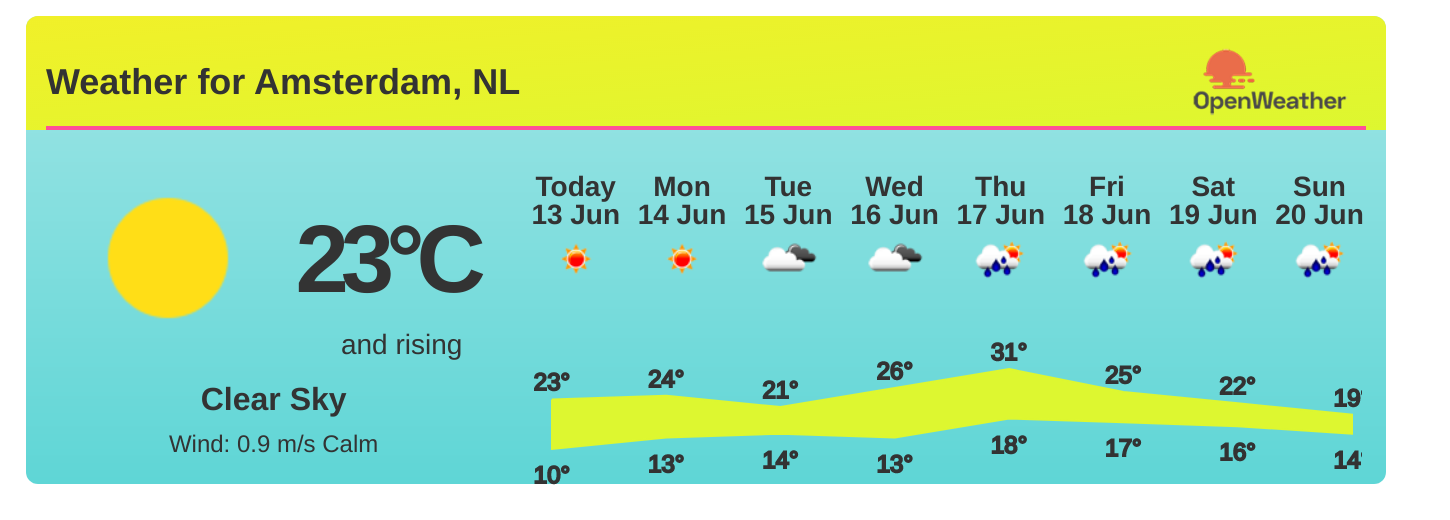 Weather for Amsterdam, NL
OpenWeather
23°C
and rising
Clear Sky
Wind: 0.9 m/s Calm
Today Mon Tue Wed Thu Fri Sat Sun
13 Jun 14 Jun 15 Jun 16 Jun 17 Jun 18 Jun 19 Jun 20 Jun
23° 24° 21° 26° 31° 25° 22° 19°
10° 13° 14° 13° 18° 17° 16° 14°